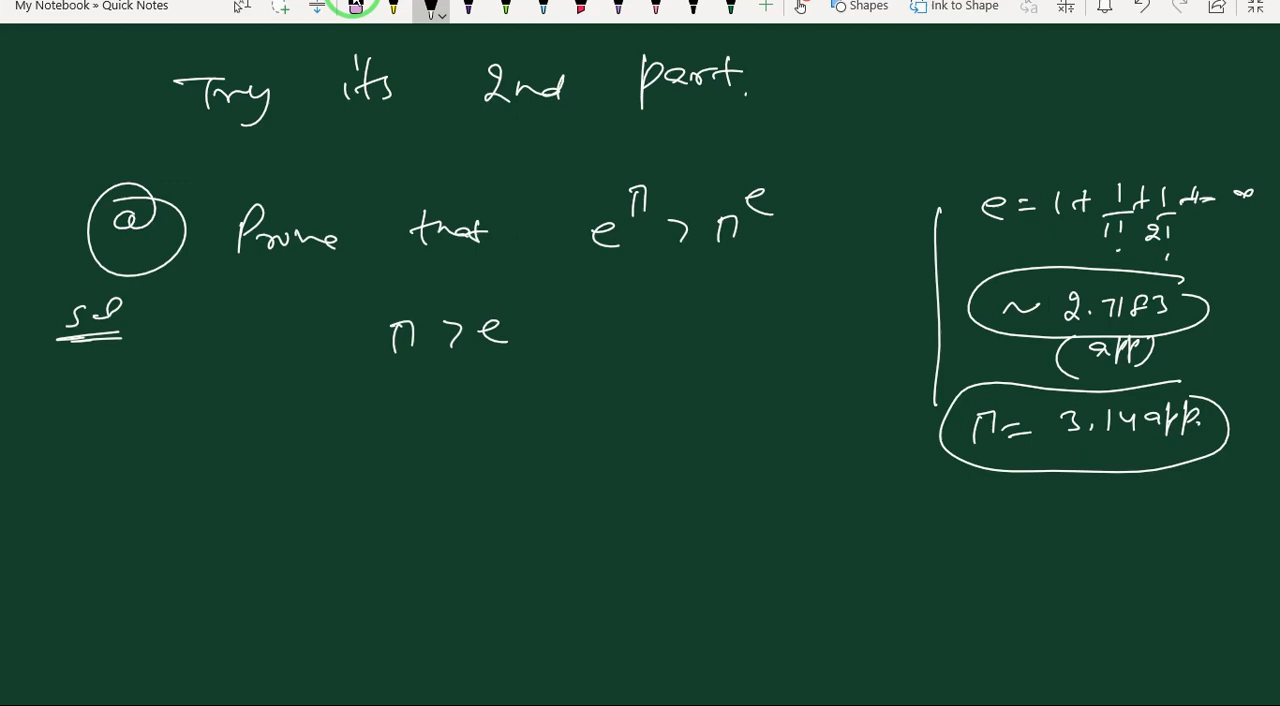 My Notebook » Quick Notes
Shapes
Ink to Shape
Try its 2nd part.
@ Prove that e^π > π^e
Sol
π > e
e = 1 + 1/1! + 1/2! + -- ∞
~ 2.7183
(app)
π = 3.14 app.